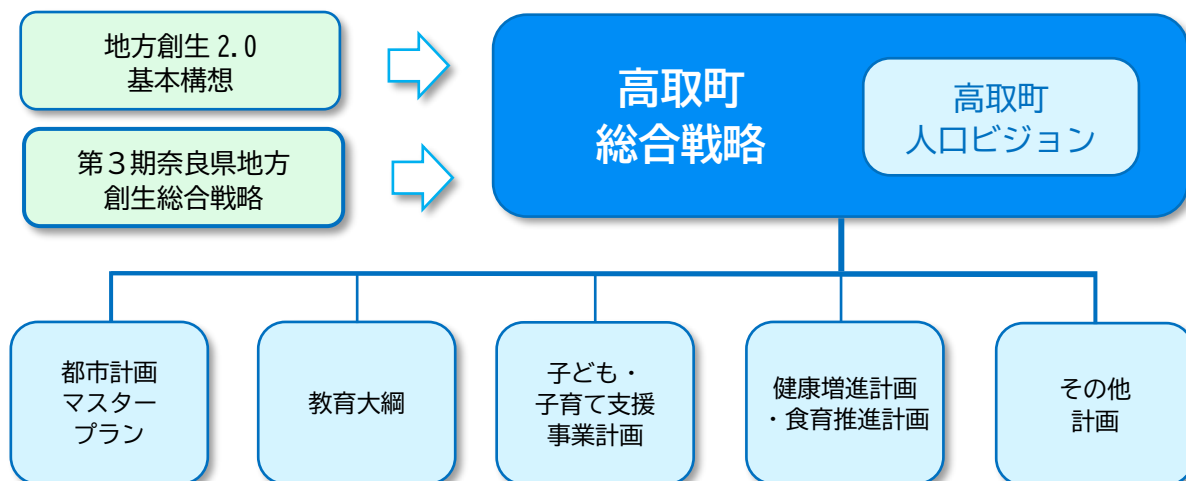 地方創生 2.0
基本構想
第３期奈良県地方
創生総合戦略
高取町
総合戦略
高取町
人口ビジョン
都市計画
マスター
プラン
教育大綱
子ども・
子育て支援
事業計画
健康増進計画
・食育推進計画
その他
計画